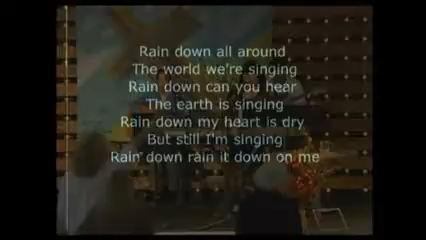 Rain down all around
The world we're singing
Rain down can you hear
The earth is singing
Rain down my heart is dry
But still I'm singing
Rain down rain it down on me